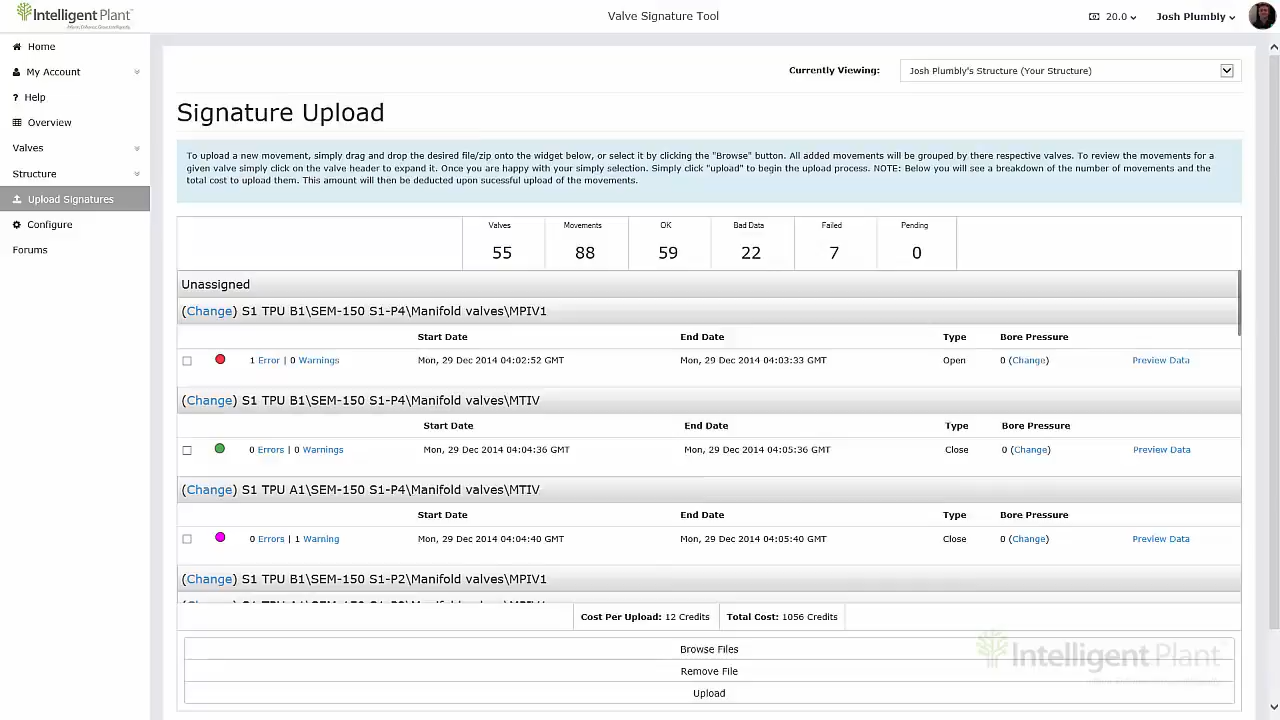 Intelligent Plant
Valve Signature Tool
20.0
Josh Plumbly
Home
My Account
? Help
Overview
Valves
Structure
Upload Signatures
Configure
Forums
Currently Viewing:
Josh Plumbly's Structure (Your Structure)
Signature Upload
To upload a new movement, simply drag and drop the desired file/zip onto the widget below, or select it by clicking the "Browse" button. All added movements will be grouped by there respective valves. To review the movements for a
given valve simply click on the valve header to expand it. Once you are happy with your simply selection. Simply click "upload" to begin the upload process. NOTE: Below you will see a breakdown of the number of movements and the
total cost to upload them. This amount will then be deducted upon sucessful upload of the movements.
Valves Movements OK Bad Data Failed Pending
55 88 59 22 7 0
Unassigned
(Change) S1 TPU B1\SEM-150 S1-P4\Manifold valves\MPIV1
Start Date End Date Type Bore Pressure
1 Error | 0 Warnings Mon, 29 Dec 2014 04:02:52 GMT Mon, 29 Dec 2014 04:03:33 GMT Open 0 (Change) Preview Data
(Change) S1 TPU B1\SEM-150 S1-P4\Manifold valves\MTIV
Start Date End Date Type Bore Pressure
0 Errors | 0 Warnings Mon, 29 Dec 2014 04:04:36 GMT Mon, 29 Dec 2014 04:05:36 GMT Close 0 (Change) Preview Data
(Change) S1 TPU A1\SEM-150 S1-P4\Manifold valves\MTIV
Start Date End Date Type Bore Pressure
0 Errors | 1 Warning Mon, 29 Dec 2014 04:04:40 GMT Mon, 29 Dec 2014 04:05:40 GMT Close 0 (Change) Preview Data
(Change) S1 TPU B1\SEM-150 S1-P2\Manifold valves\MPIV1
Cost Per Upload: 12 Credits Total Cost: 1056 Credits
Browse Files
Remove File
Upload
Intelligent Plant